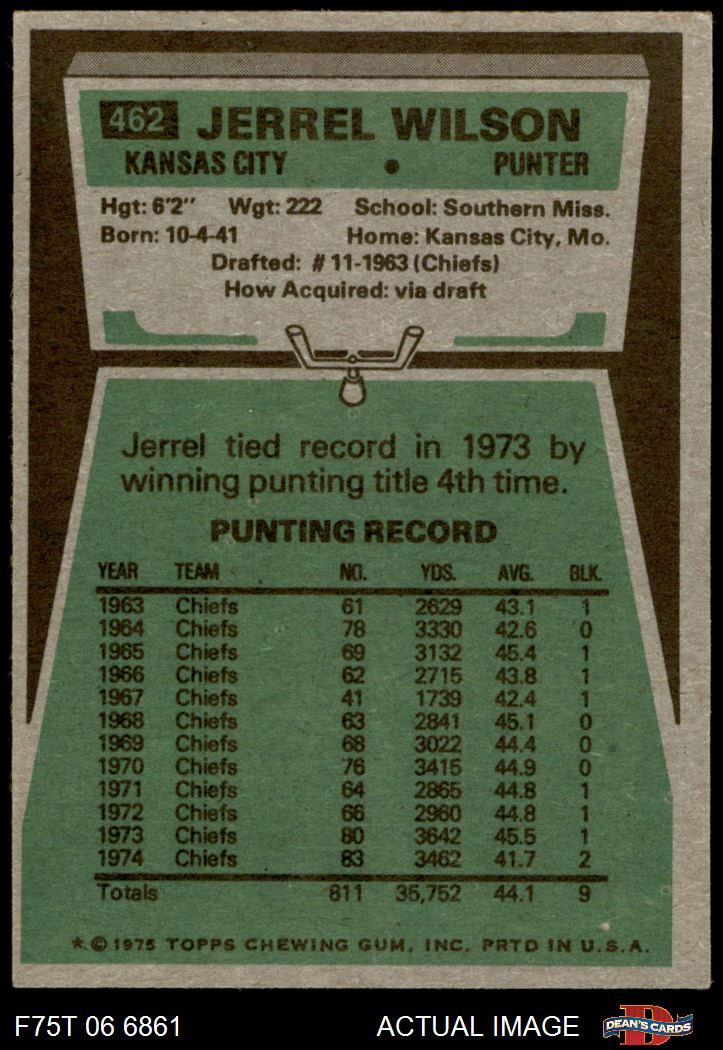 462 JERREL WILSON
KANSAS CITY • PUNTER
Hgt: 6'2" Wgt: 222 School: Southern Miss.
Born: 10-4-41 Home: Kansas City, Mo.
Drafted: #11-1963 (Chiefs)
How Acquired: via draft
Jerrel tied record in 1973 by
winning punting title 4th time.
PUNTING RECORD
YEAR TEAM NO. YDS. AVG. BLK.
1963 Chiefs 61 2629 43.1 1
1964 Chiefs 78 3330 42.6 0
1965 Chiefs 69 3132 45.4 1
1966 Chiefs 62 2715 43.8 1
1967 Chiefs 41 1739 42.4 1
1968 Chiefs 63 2841 45.1 0
1969 Chiefs 68 3022 44.4 0
1970 Chiefs 76 3415 44.9 0
1971 Chiefs 64 2865 44.8 1
1972 Chiefs 66 2960 44.8 1
1973 Chiefs 80 3642 45.5 1
1974 Chiefs 83 3462 41.7 2
Totals 811 35,752 44.1 9
★ © 1975 TOPPS CHEWING GUM, INC. PRTD IN U.S.A.
F75T 06 6861 ACTUAL IMAGE D DEAN'S CARDS